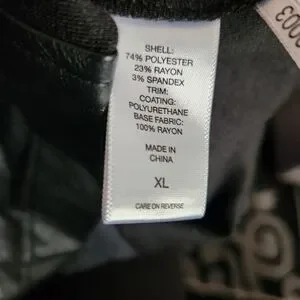 SHELL:
74% POLYESTER
23% RAYON
3% SPANDEX
TRIM:
COATING:
POLYURETHANE
BASE FABRIC:
100% RAYON
MADE IN
CHINA
XL
CARE ON REVERSE